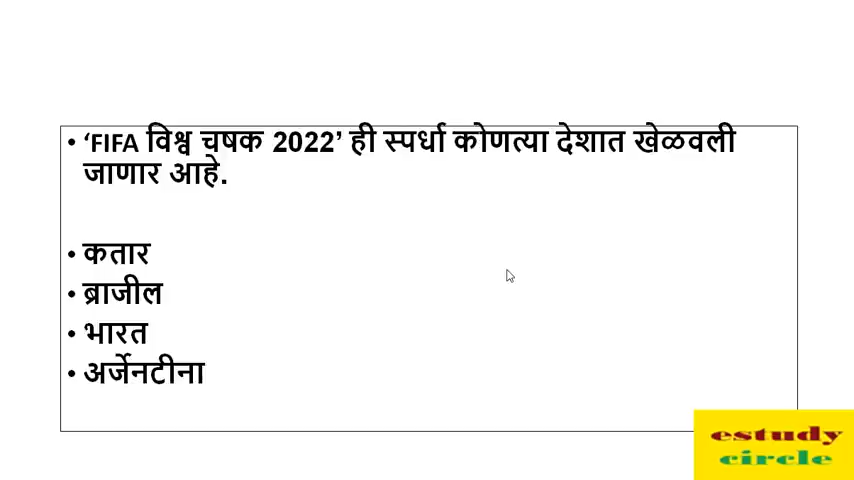 • ‘FIFA विश्व चषक 2022’ ही स्पर्धा कोणत्या देशात खेळवली
जाणार आहे.
• कतार
• ब्राजील
• भारत
• अर्जेनटीना
estudy
circle